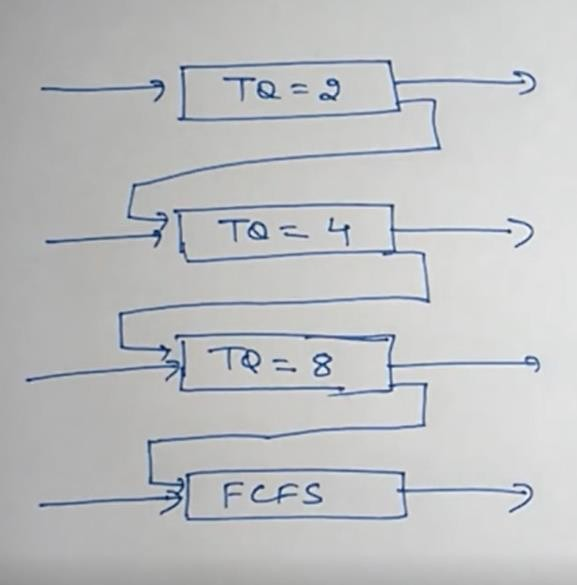 TQ = 2
TQ = 4
TQ = 8
FCFS